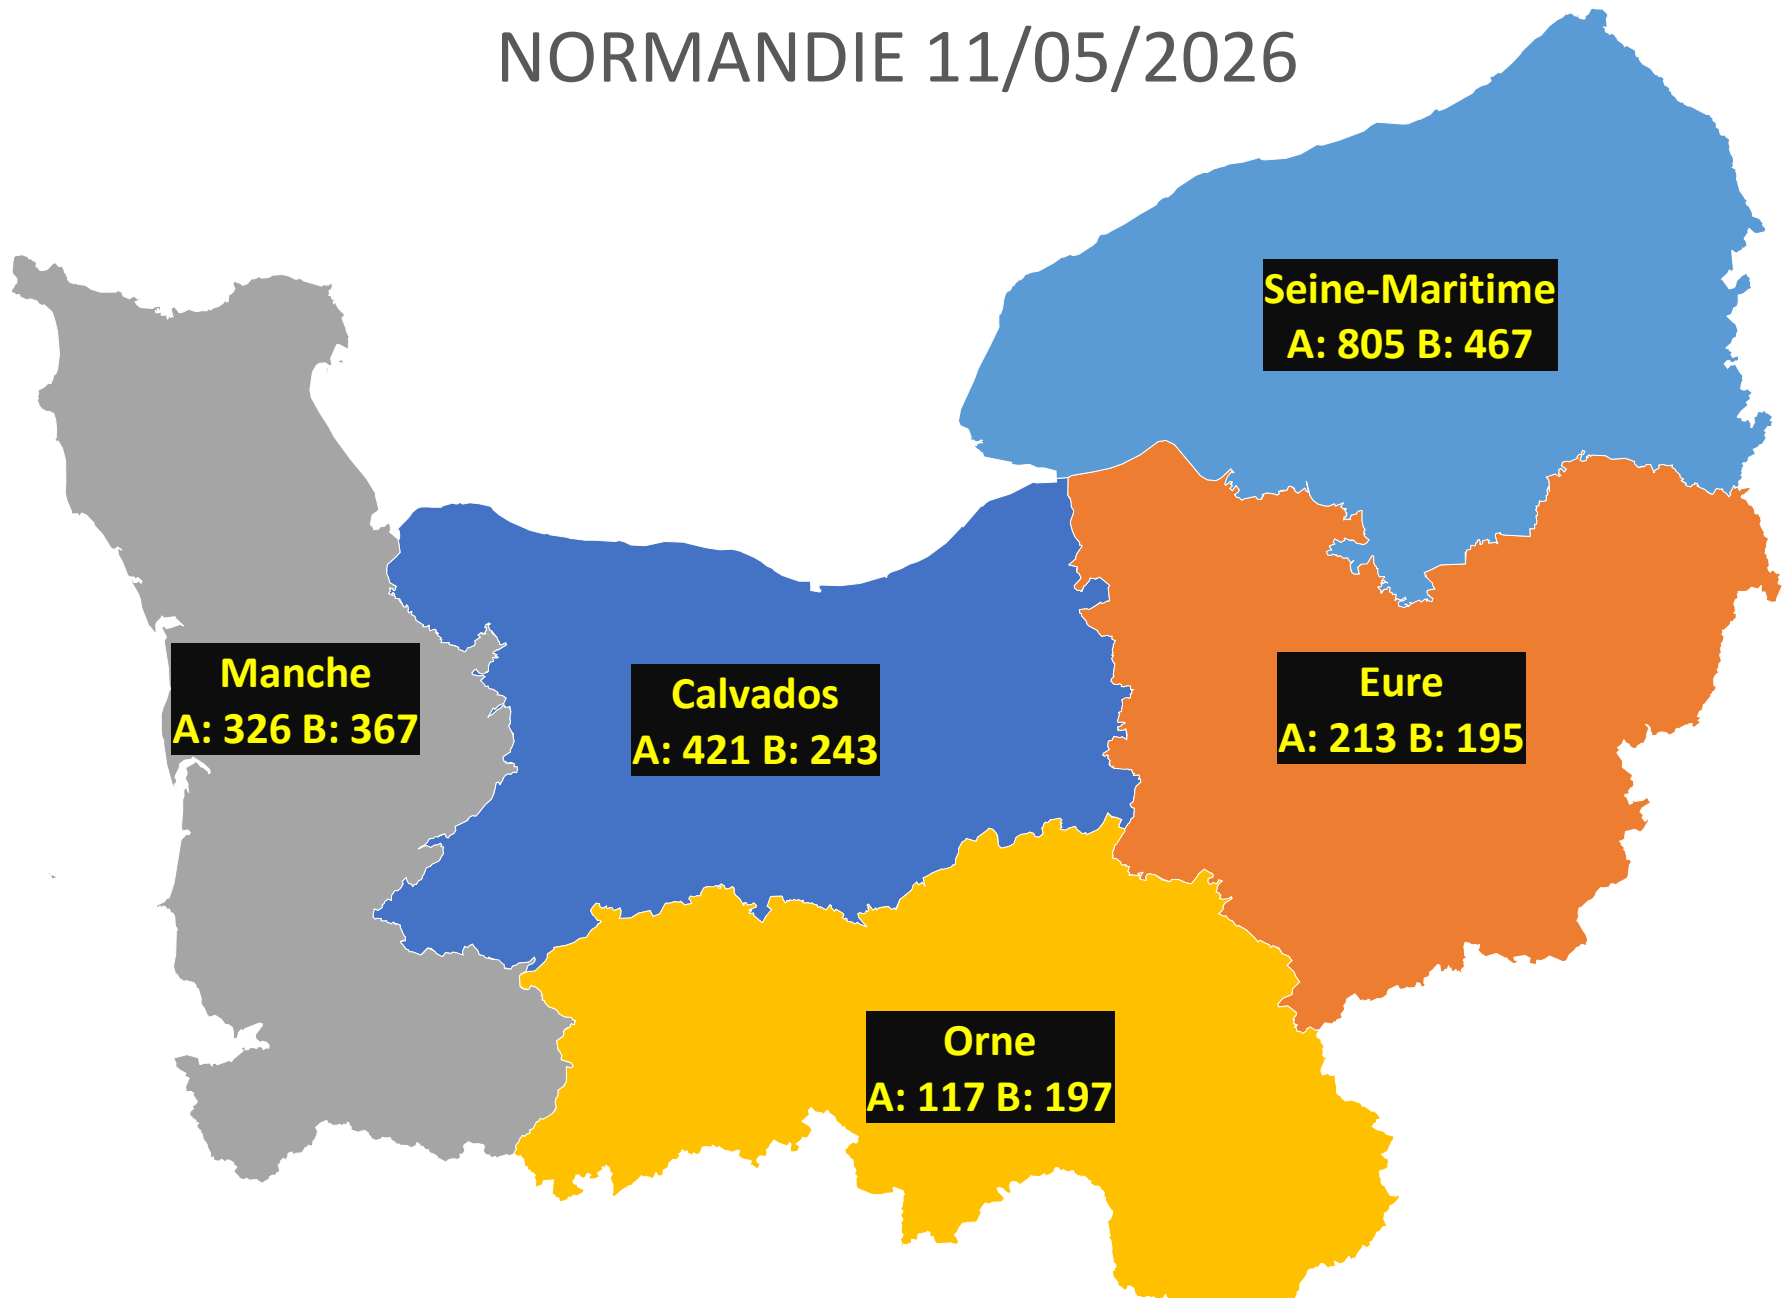 NORMANDIE 11/05/2026
Seine-Maritime
A: 805 B: 467
Manche
A: 326 B: 367
Calvados
A: 421 B: 243
Eure
A: 213 B: 195
Orne
A: 117 B: 197